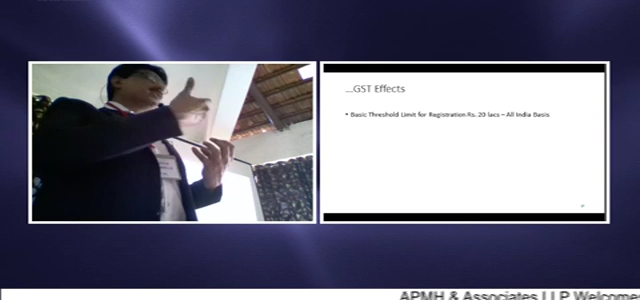 ...GST Effects
• Basic Threshold Limit for Registration Rs. 20 lacs – All India Basis
APMH & Associates LLP Welcome